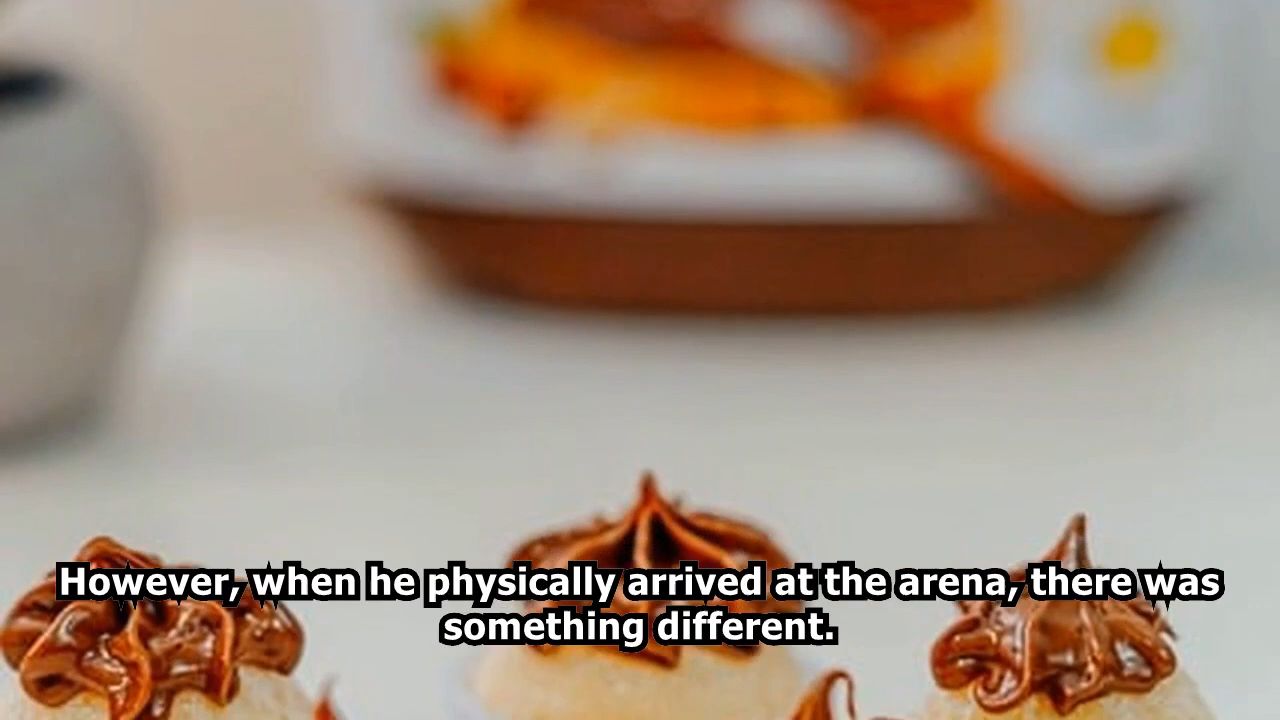 However, when he physically arrived at the arena, there was
something different.